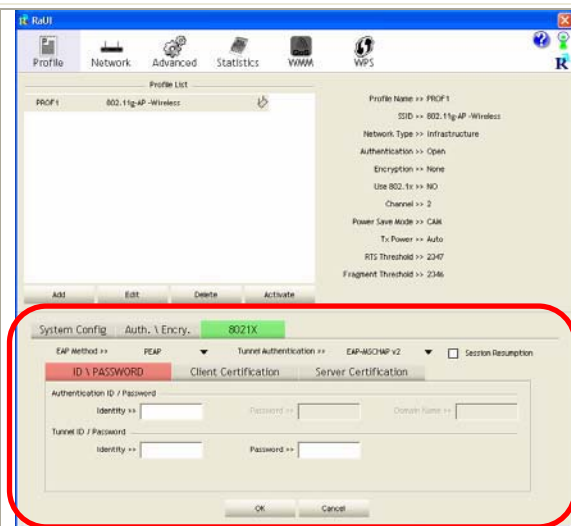 RaUI
Profile Network Advanced Statistics WMM WPS
R
Profile List
PROF1 802.11g-AP -Wireless
Profile Name >> PROF1
SSID >> 802.11g-AP -Wireless
Network Type >> Infrastructure
Authentication >> Open
Encryption >> None
Use 802.1x >> NO
Channel >> 2
Power Save Mode >> CAM
Tx Power >> Auto
RTS Threshold >> 2347
Fragment Threshold >> 2346
Add Edit Delete Activate
System Config Auth. \ Encry. 8021X
EAP Method >> PEAP Tunnel Authentication >> EAP-MSCHAP v2 Session Resumption
ID \ PASSWORD Client Certification Server Certification
Authentication ID / Password
Identity >> Password >> Domain Name >>
Tunnel ID / Password
Identity >> Password >>
OK Cancel